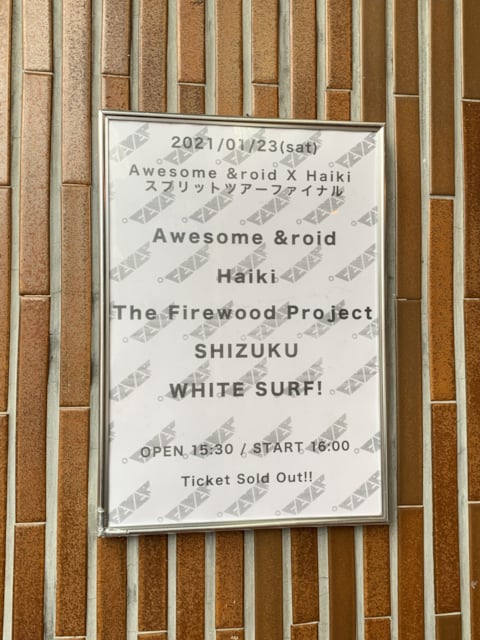 2021/01/23(sat)
Awesome &roid X Haiki
スプリットツアーファイナル
Awesome &roid
Haiki
The Firewood Project
SHIZUKU
WHITE SURF!
OPEN 15:30 / START 16:00
Ticket Sold Out!!